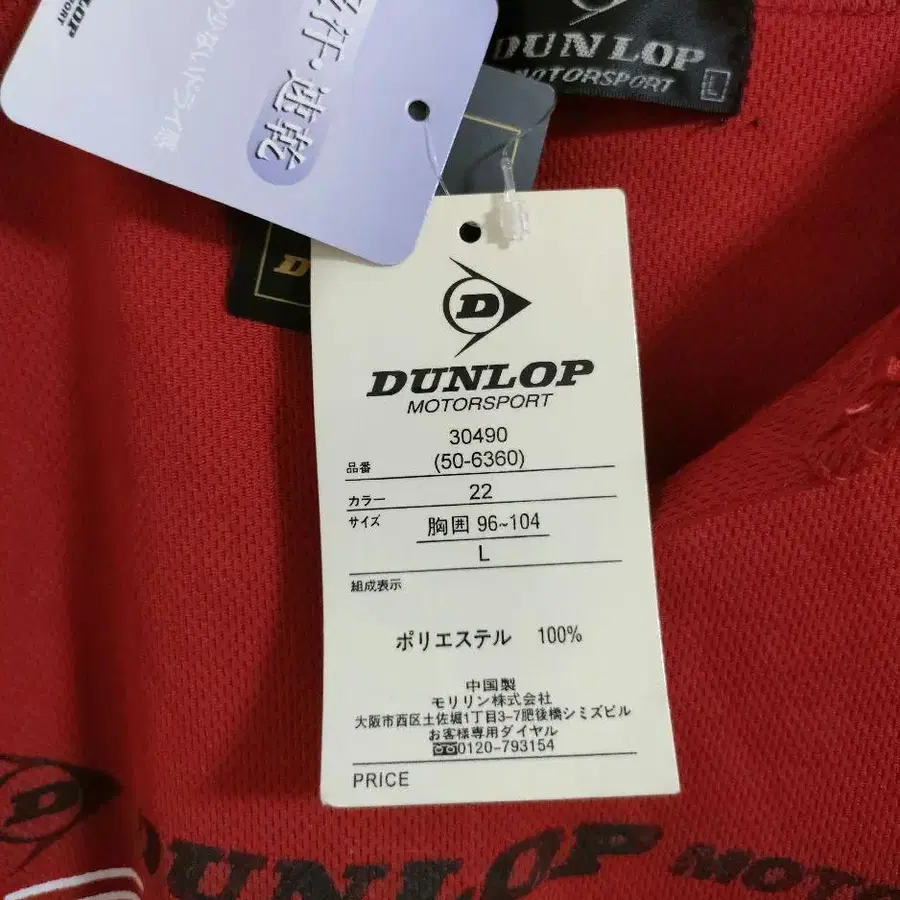 SPORT
汗・速乾
DUNLOP
MOTORSPORT
L
D
D
DUNLOP
MOTORSPORT
30490
品番 (50-6360)
カラー 22
サイズ 胸囲 96~104
L
組成表示
ポリエステル 100%
中国製
モリリン株式会社
大阪市西区土佐堀1丁目3-7肥後橋シミズビル
お客様専用ダイヤル
0120-793154
PRICE
D
DUNLOP MOTOR